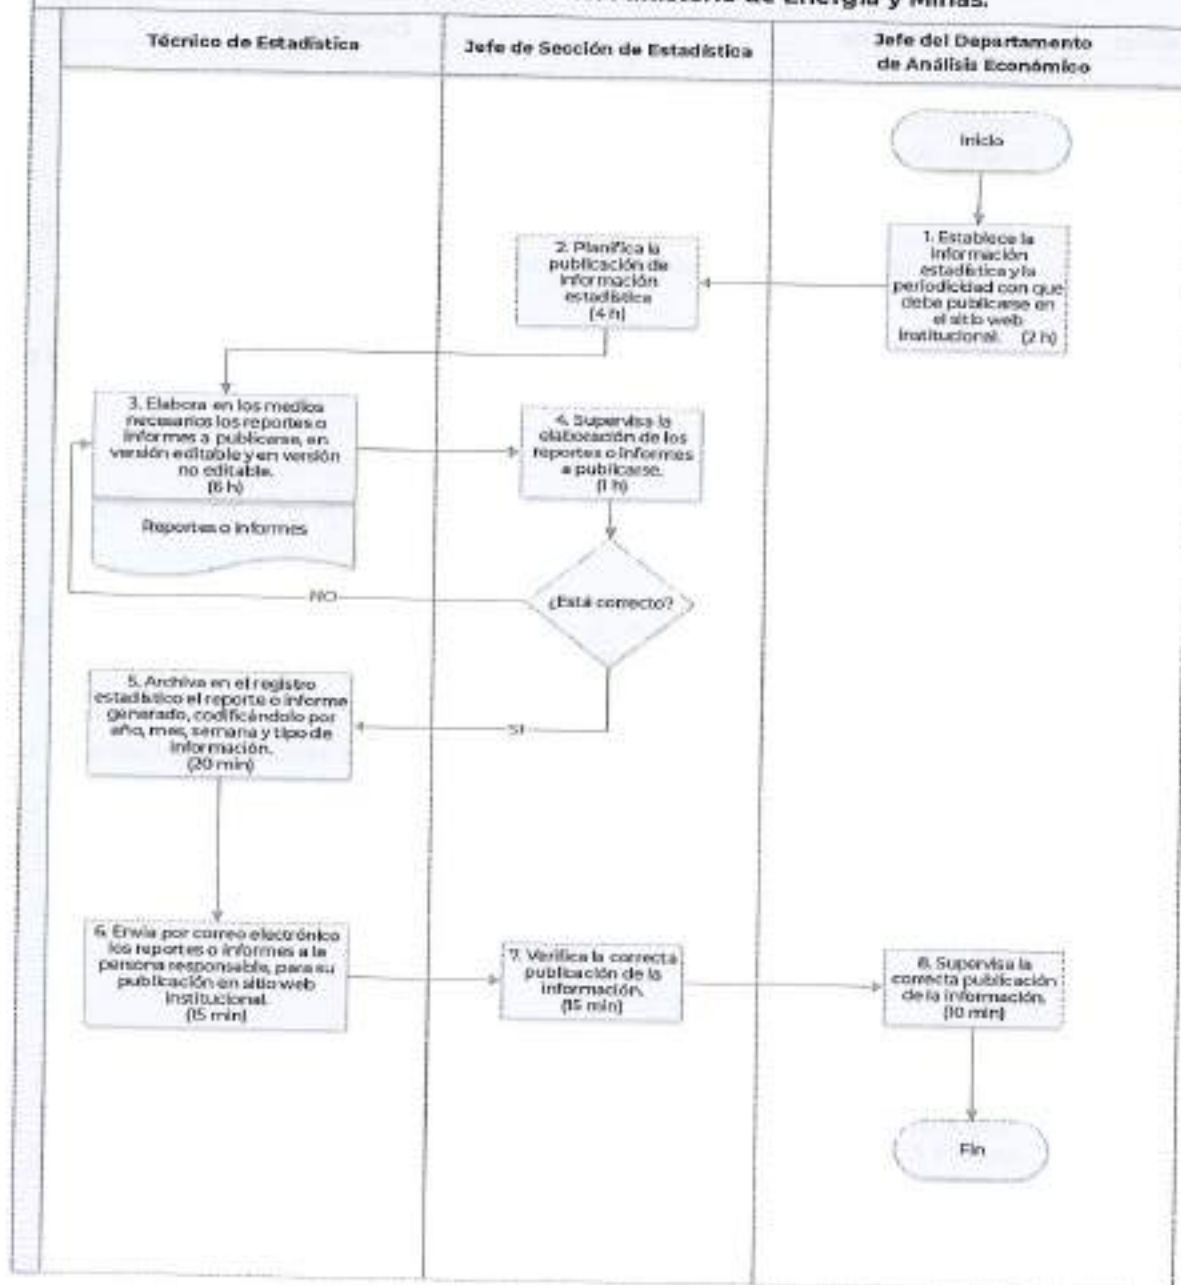 Ministerio de Energía y Minas.
Técnico de Estadística
Jefe de Sección de Estadística
Jefe del Departamento
de Análisis Económico
Inicio
1. Establece la
información
estadística y la
periodicidad con que
debe publicarse en
el sitio web
institucional. (2 h)
2. Planifica la
publicación de
información
estadística
(4 h)
3. Elabora en los medios
necesarios los reportes o
informes a publicarse, en
versión editable y en versión
no editable.
(6 h)
Reportes o informes
4. Supervisa la
elaboración de los
reportes o informes
a publicarse.
(1 h)
¿Está correcto?
NO
SI
5. Archiva en el registro
estadístico el reporte o informe
generado, codificándolo por
año, mes, semana y tipo de
información.
(20 min)
6. Envía por correo electrónico
los reportes o informes a la
persona responsable, para su
publicación en sitio web
institucional.
(15 min)
7. Verifica la correcta
publicación de la
información.
(15 min)
8. Supervisa la
correcta publicación
de la información.
(10 min)
Fin